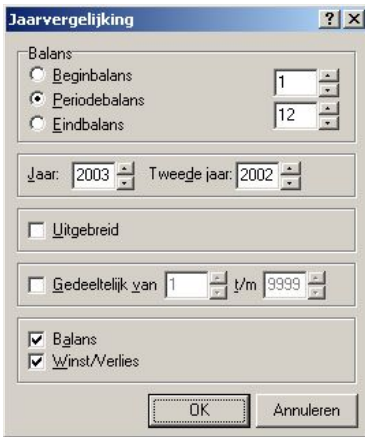 Jaarvergelijking
Balans
Beginbalans 1
Periodebalans
12
Eindbalans
Jaar: 2003 Tweede jaar: 2002
Uitgebreid
Gedeeltelijk van 1 t/m 9999
Balans
Winst/Verlies
OK Annuleren